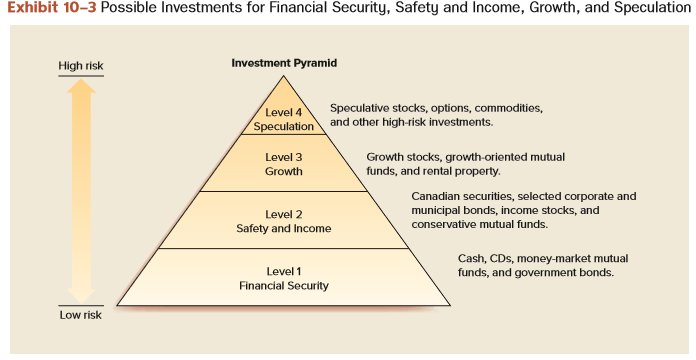 Exhibit 10–3 Possible Investments for Financial Security, Safety and Income, Growth, and Speculation
High risk
Investment Pyramid
Level 4
Speculation
Speculative stocks, options, commodities,
and other high-risk investments.
Level 3
Growth
Growth stocks, growth-oriented mutual
funds, and rental property.
Level 2
Safety and Income
Canadian securities, selected corporate and
municipal bonds, income stocks, and
conservative mutual funds.
Level 1
Financial Security
Cash, CDs, money-market mutual
funds, and government bonds.
Low risk